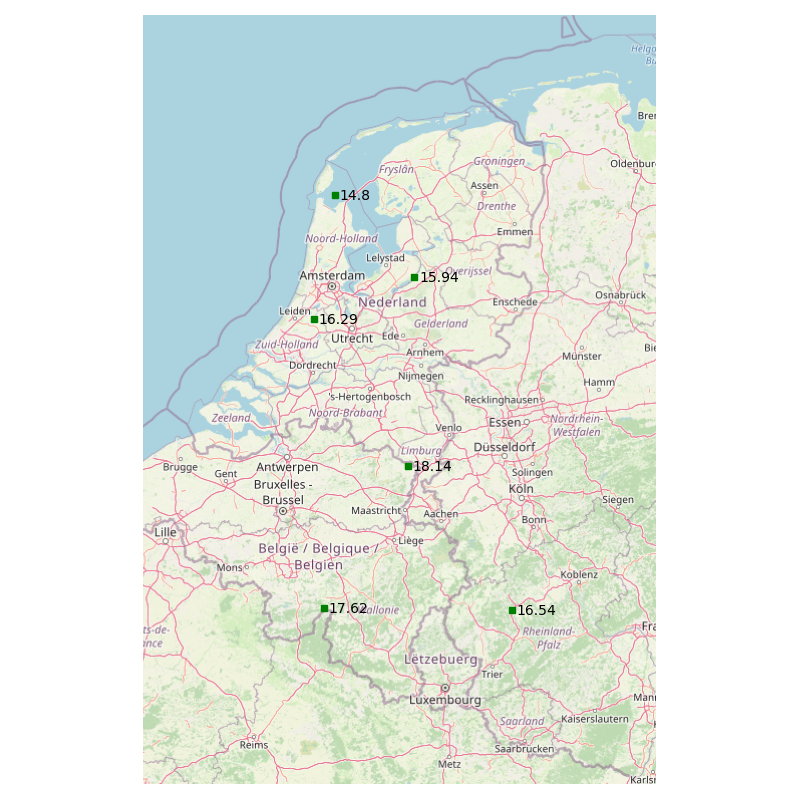 Helgo
Bu
Bre
Groningen
Oldenbur
Fryslân
Assen
14.8
Drenthe
Emmen
Noord-Holland
Lelystad
Overijssel
Amsterdam
15.94
Osnabrück
Nederland
Enschede
Leiden
16.29
Gelderland
Utrecht
Ede
Zuid-Holland
Bie
Arnhem
Münster
Dordrecht
Nijmegen
Hamm
's-Hertogenbosch
Recklinghausen
Noord-Brabant
Zeeland
Essen
Nordrhein-
Westfalen
Venlo
Limburg
Düsseldorf
Brugge
Antwerpen
18.14
Gent
Solingen
Bruxelles -
Brussel
Köln
Siegen
Maastricht
Aachen
Bonn
Lille
Liège
België / Belgique /
Belgien
Mons
Koblenz
17.62
Wallonie
16.54
ts-de-
ance
Rheinland-
Pfalz
Fra
Lëtzebuerg
Trier
Luxembourg
Mann
Kaiserslautern
Saarland
Reims
Saarbrücken
Metz
Karlsr